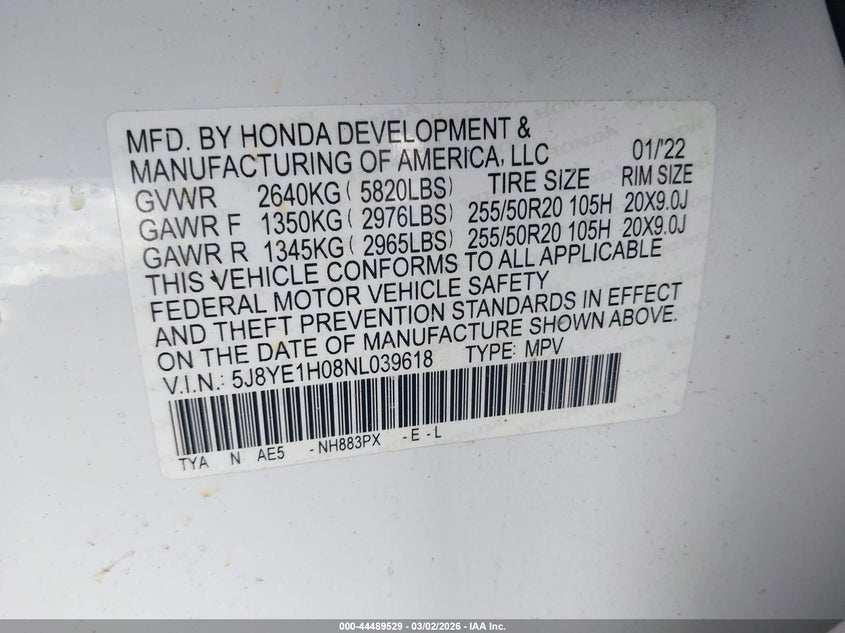 MFD. BY HONDA DEVELOPMENT &
MANUFACTURING OF AMERICA, LLC 01/'22
GVWR 2640KG ( 5820LBS) TIRE SIZE RIM SIZE
GAWR F 1350KG ( 2976LBS) 255/50R20 105H 20X9.0J
GAWR R 1345KG ( 2965LBS) 255/50R20 105H 20X9.0J
THIS VEHICLE CONFORMS TO ALL APPLICABLE
FEDERAL MOTOR VEHICLE SAFETY
AND THEFT PREVENTION STANDARDS IN EFFECT
ON THE DATE OF MANUFACTURE SHOWN ABOVE.
V.I.N.: 5J8YE1H08NL039618 TYPE: MPV
TYA N AE5 -NH883PX -E -L
000-44489529 - 03/02/2026 - IAA Inc.